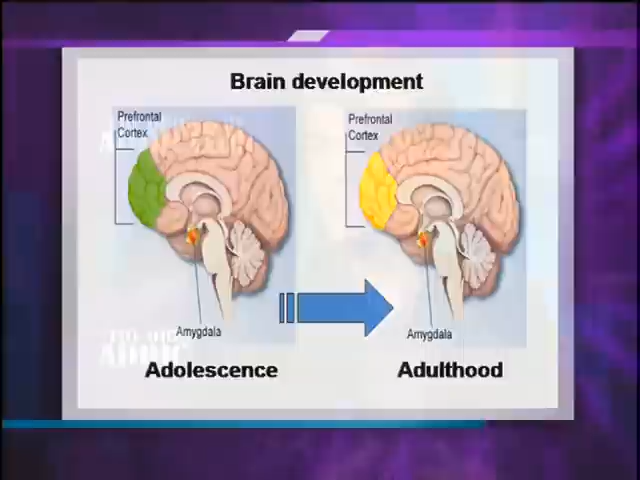 Brain development
Prefrontal
Cortex
Prefrontal
Cortex
Amygdala
Amygdala
Adolescence
Adulthood